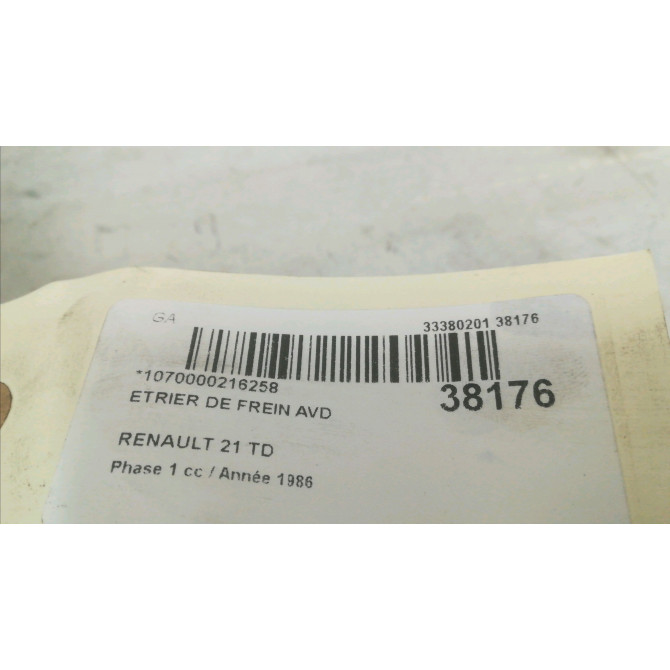 GA
33380201 38176
*1070000216258
38176
ETRIER DE FREIN AVD
RENAULT 21 TD
Phase 1 cc / Année 1986